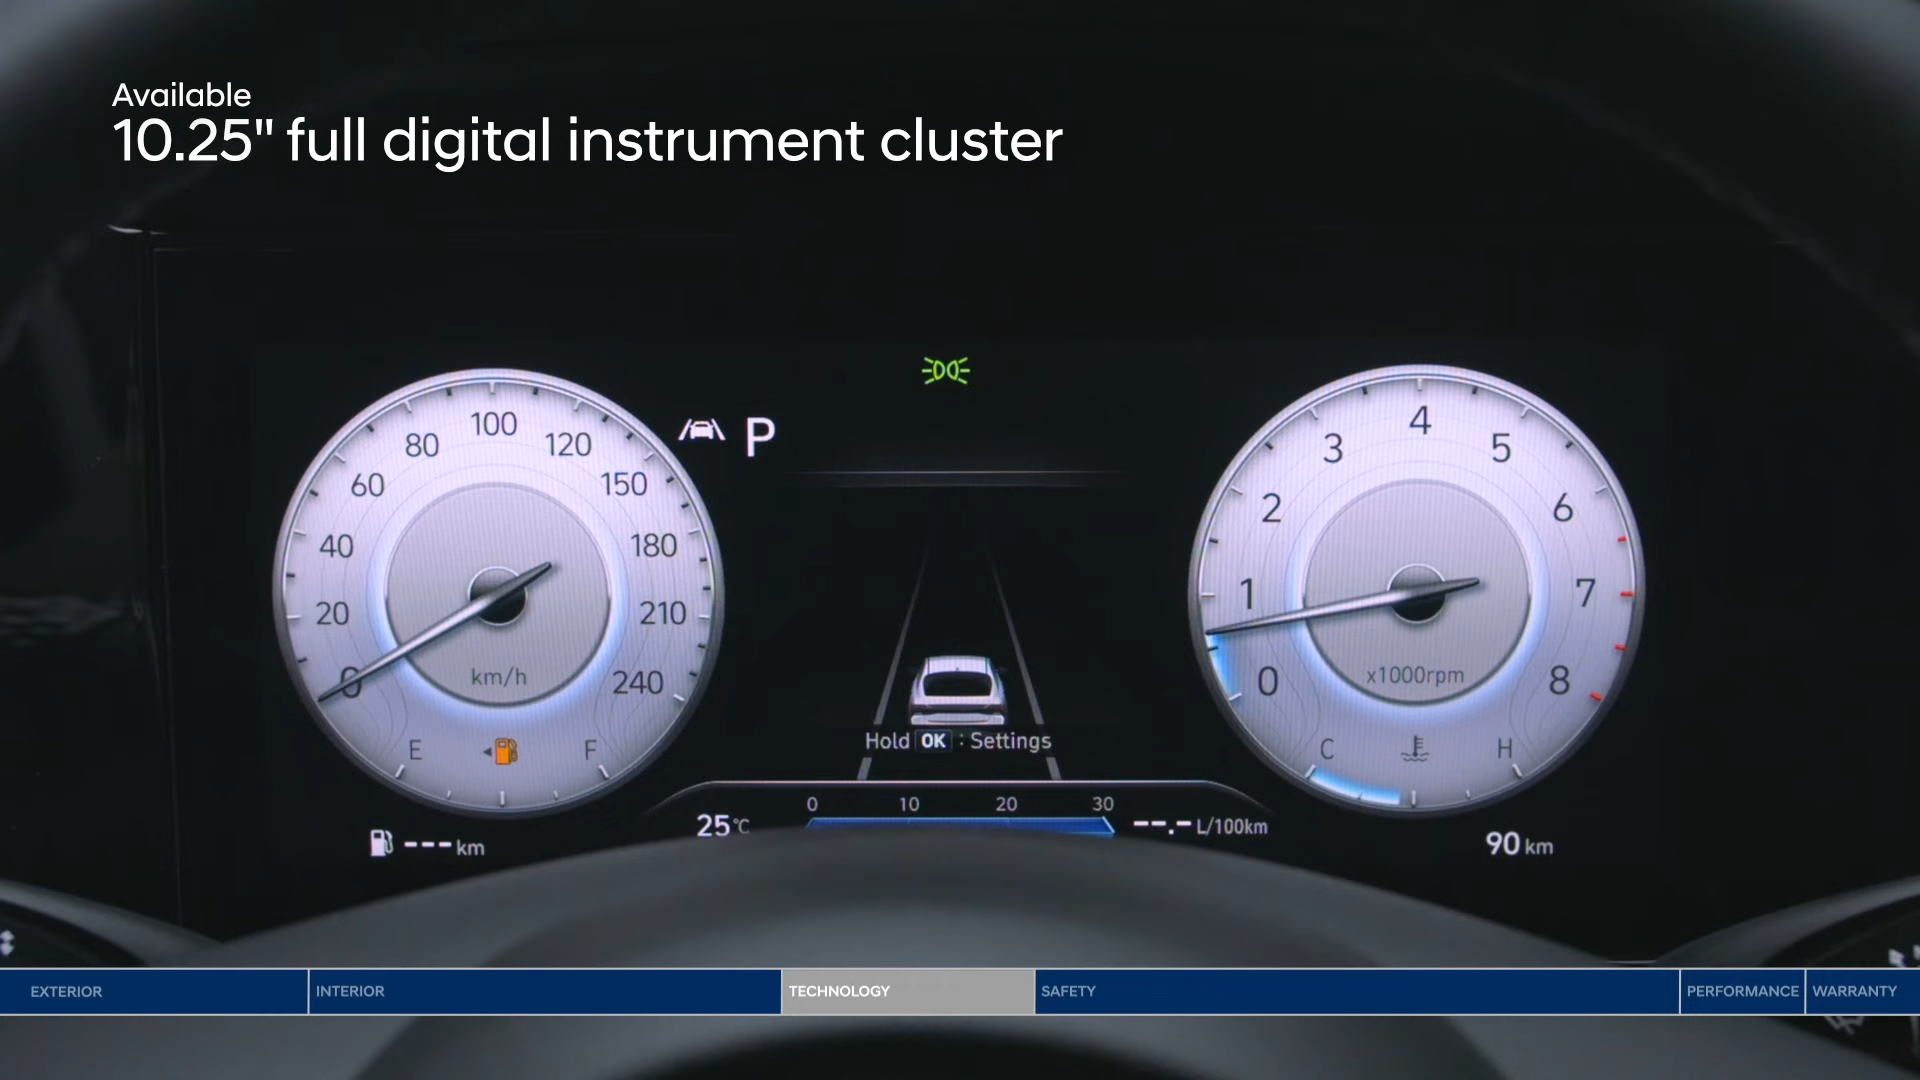 Available
10.25" full digital instrument cluster
100
80
120
60
150
40
180
20
210
0
240
km/h
E
F
P
4
3
5
2
6
1
7
0
8
x1000rpm
C
H
Hold OK : Settings
0 10 20 30
25°C
--.- L/100km
--- km
90 km
EXTERIOR
INTERIOR
TECHNOLOGY
SAFETY
PERFORMANCE
WARRANTY